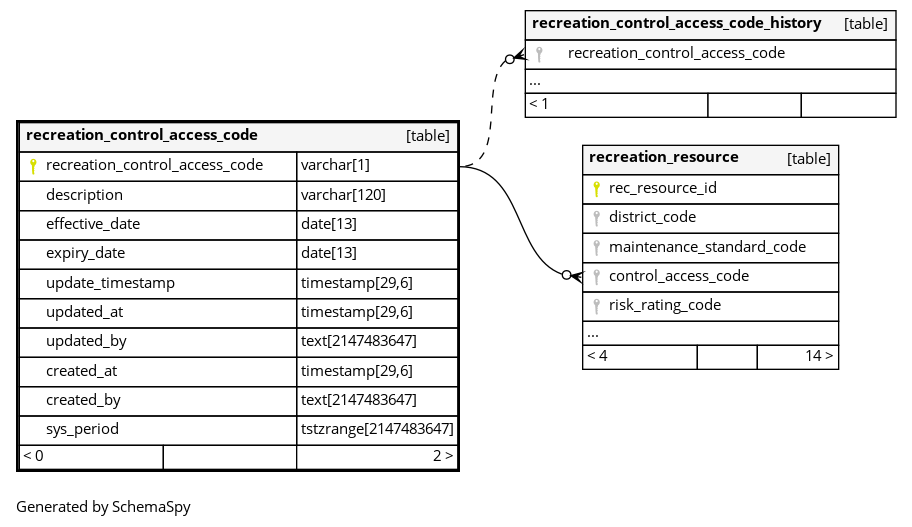 recreation_control_access_code_history [table]
recreation_control_access_code
...
< 1
recreation_control_access_code [table]
recreation_control_access_code varchar[1]
description varchar[120]
effective_date date[13]
expiry_date date[13]
update_timestamp timestamp[29,6]
updated_at timestamp[29,6]
updated_by text[2147483647]
created_at timestamp[29,6]
created_by text[2147483647]
sys_period tstzrange[2147483647]
< 0 2 >
recreation_resource [table]
rec_resource_id
district_code
maintenance_standard_code
control_access_code
risk_rating_code
...
< 4 14 >
Generated by SchemaSpy